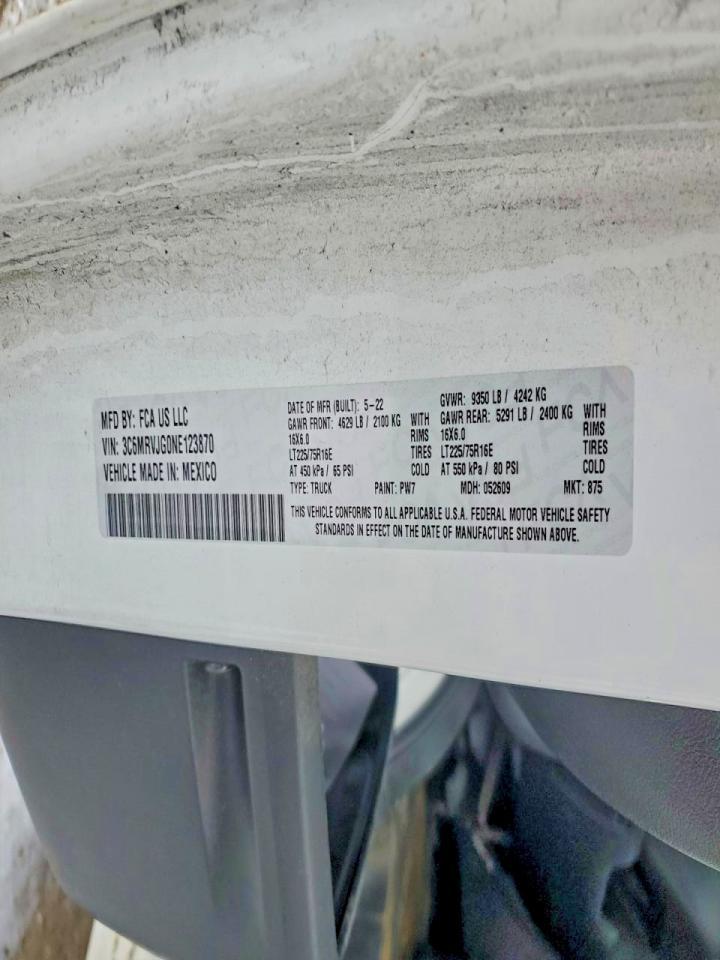 MFD BY: FCA US LLC
VIN: 3C6MRVJG0NE123870
VEHICLE MADE IN: MEXICO
DATE OF MFR (BUILT): 5-22
GAWR FRONT: 4629 LB / 2100 KG WITH
16X6.0 RIMS
LT225/75R16E TIRES
AT 450 kPa / 65 PSI COLD
TYPE: TRUCK PAINT: PW7
GVWR: 9350 LB / 4242 KG
GAWR REAR: 5291 LB / 2400 KG WITH
16X6.0 RIMS
LT225/75R16E TIRES
AT 550 kPa / 80 PSI COLD
MDH: 052609 MKT: 875
THIS VEHICLE CONFORMS TO ALL APPLICABLE U.S.A. FEDERAL MOTOR VEHICLE SAFETY
STANDARDS IN EFFECT ON THE DATE OF MANUFACTURE SHOWN ABOVE.